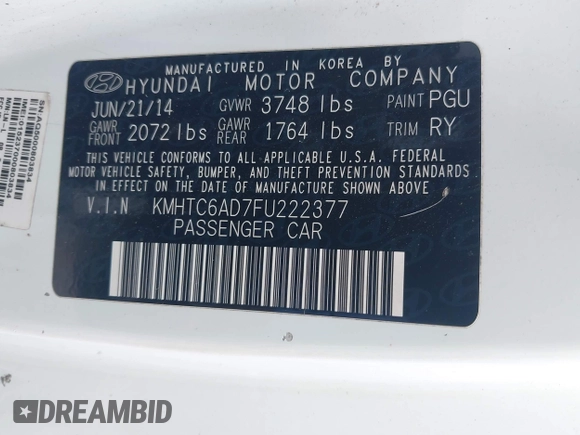 MANUFACTURED IN KOREA BY
HYUNDAI MOTOR COMPANY
JUN/21/14 GVWR 3748 lbs PAINT PGU
GAWR FRONT 2072 lbs GAWR REAR 1764 lbs TRIM RY
THIS VEHICLE CONFORMS TO ALL APPLICABLE U.S.A. FEDERAL
MOTOR VEHICLE SAFETY, BUMPER, AND THEFT PREVENTION STANDARDS
IN EFFECT ON THE DATE OF MANUFACTURE SHOWN ABOVE.
V.I.N KMHTC6AD7FU222377
PASSENGER CAR
DREAMBID